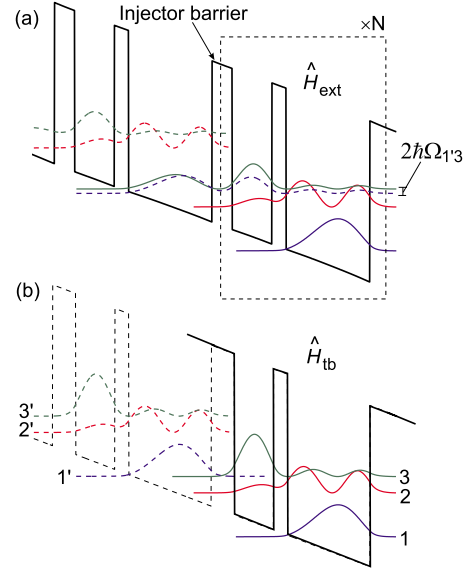 (a)
Injector barrier
×N
Ĥext
2ħΩ1'3
(b)
Ĥtb
3'
2'
1'
3
2
1